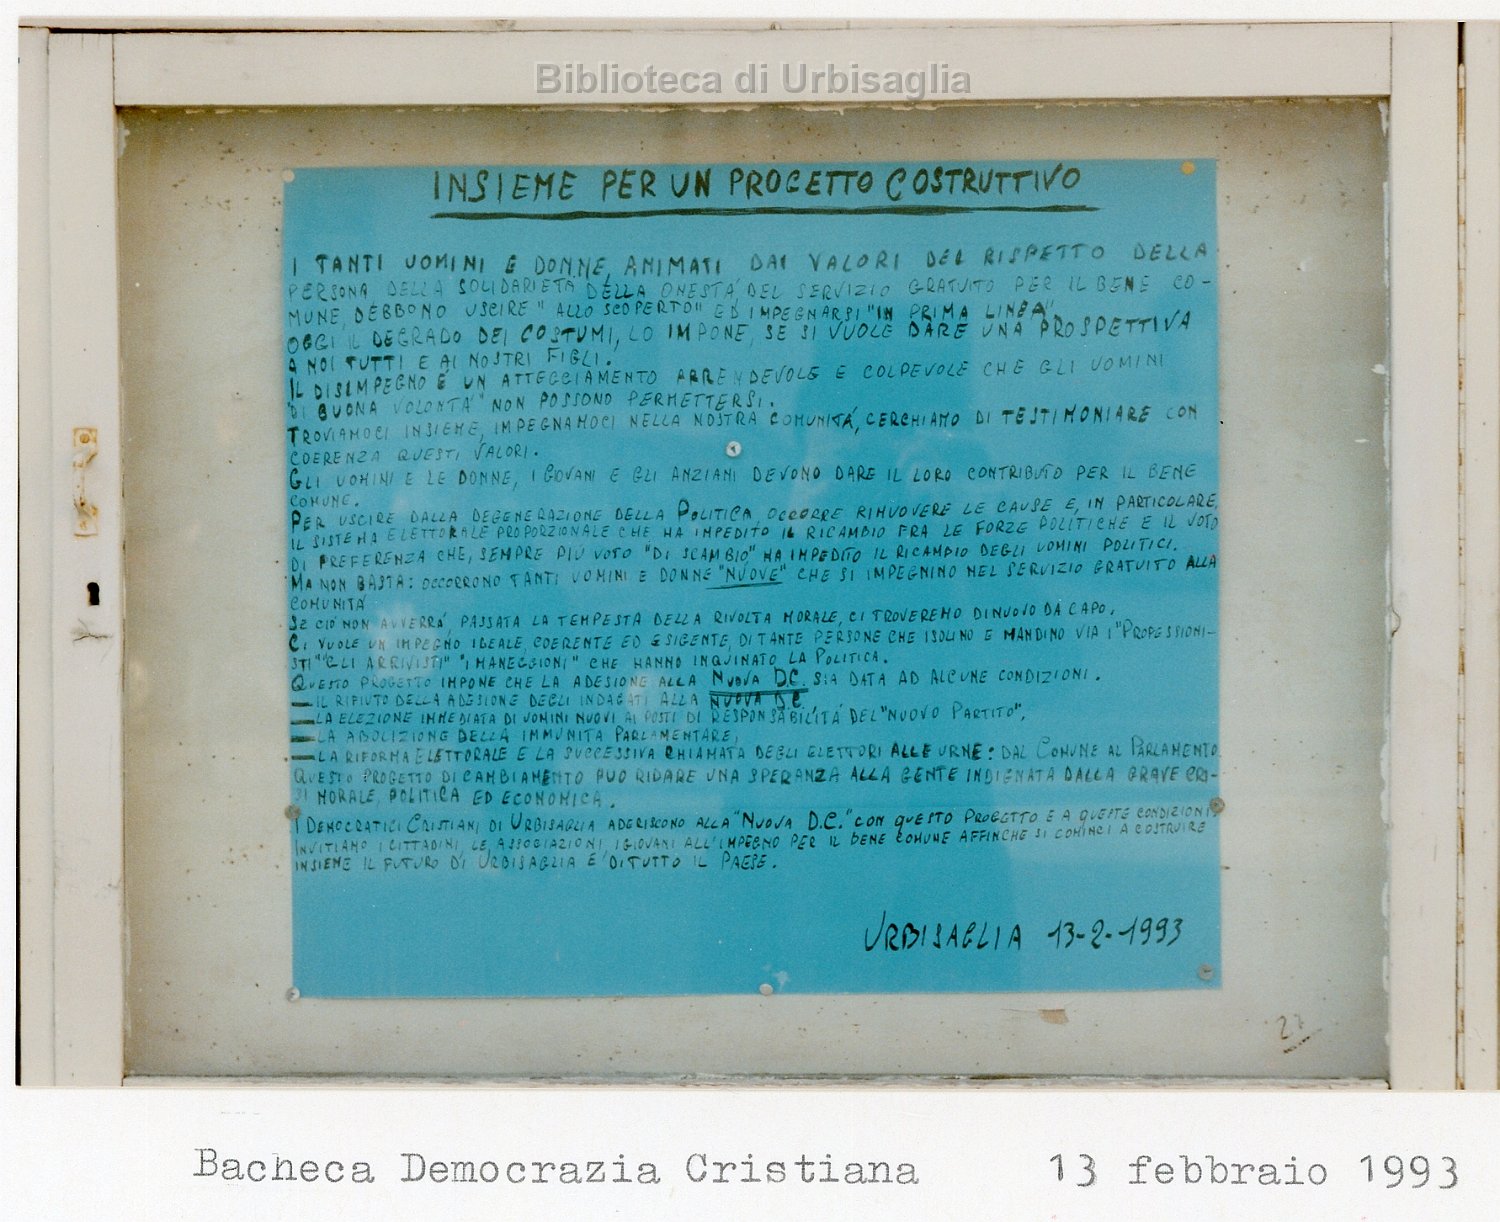 Biblioteca di Urbisaglia
INSIEME PER UN PROGETTO COSTRUTTIVO
I TANTI UOMINI E DONNE, ANIMATI DAI VALORI DEL RISPETTO DELLA
PERSONA DELLA SOLIDARIETÀ DELLA ONESTÀ, DEL SERVIZIO GRATUITO PER IL BENE CO-
MUNE, DEBBONO USCIRE "ALLO SCOPERTO" ED IMPEGNARSI "IN PRIMA LINEA"
OGGI IL DEGRADO DEI COSTUMI, LO IMPONE, SE SI VUOLE DARE UNA PROSPETTIVA
A NOI TUTTI E AI NOSTRI FIGLI.
IL DISIMPEGNO È UN ATTEGGIAMENTO ARRENDEVOLE E COLPEVOLE CHE GLI UOMINI
"DI BUONA VOLONTÀ" NON POSSONO PERMETTERSI.
TROVIAMOCI INSIEME, IMPEGNAMOCI NELLA NOSTRA COMUNITÀ, CERCHIAMO DI TESTIMONIARE CON
COERENZA QUESTI VALORI.
GLI UOMINI E LE DONNE, I GIOVANI E GLI ANZIANI DEVONO DARE IL LORO CONTRIBUTO PER IL BENE
COMUNE.
PER USCIRE DALLA DEGENERAZIONE DELLA POLITICA OCCORRE RIMUOVERE LE CAUSE E, IN PARTICOLARE,
IL SISTEMA ELETTORALE PROPORZIONALE CHE HA IMPEDITO IL RICAMBIO FRA LE FORZE POLITICHE E IL VOTO
DI PREFERENZA CHE, SEMPRE PIÙ VOTO "DI SCAMBIO" HA IMPEDITO IL RICAMBIO DEGLI UOMINI POLITICI.
MA NON BASTA: OCCORRONO TANTI UOMINI E DONNE "NUOVE" CHE SI IMPEGNINO NEL SERVIZIO GRATUITO ALLA
COMUNITÀ
SE CIÒ NON AVVERRÀ, PASSATA LA TEMPESTA DELLA RIVOLTA MORALE, CI TROVEREMO DI NUOVO DA CAPO.
CI VUOLE UN IMPEGNO IDEALE, COERENTE ED ESIGENTE, DI TANTE PERSONE CHE ISOLINO E MANDINO VIA I "PROFESSIONI-
STI" "GLI ARRIVISTI" "I MANEGGIONI" CHE HANNO INQUINATO LA POLITICA.
QUESTO PROGETTO IMPONE CHE LA ADESIONE ALLA NUOVA D.C. SIA DATA AD ALCUNE CONDIZIONI.
— IL RIFIUTO DELLA ADESIONE DEGLI INDAGATI ALLA NUOVA D.C.
— LA ELEZIONE IMMEDIATA DI UOMINI NUOVI AI POSTI DI RESPONSABILITÀ DEL "NUOVO PARTITO",
— LA ABOLIZIONE DELLA IMMUNITÀ PARLAMENTARE,
— LA RIFORMA ELETTORALE E LA SUCCESSIVA CHIAMATA DEGLI ELETTORI ALLE URNE: DAL COMUNE AL PARLAMENTO.
QUESTO PROGETTO DI CAMBIAMENTO PUÒ RIDARE UNA SPERANZA ALLA GENTE INDIGNATA DALLA GRAVE CRI-
SI MORALE, POLITICA ED ECONOMICA.
I DEMOCRATICI CRISTIANI DI URBISAGLIA ADERISCONO ALLA "NUOVA D.C." CON QUESTO PROGETTO E A QUESTE CONDIZIONI,
INVITIAMO I CITTADINI, LE ASSOCIAZIONI, I GIOVANI ALL'IMPEGNO PER IL BENE COMUNE AFFINCHÈ SI COMINCI A COSTRUIRE
INSIEME IL FUTURO DI URBISAGLIA E DI TUTTO IL PAESE.
URBISAGLIA 13-2-1993
27
Bacheca Democrazia Cristiana 13 febbraio 1993